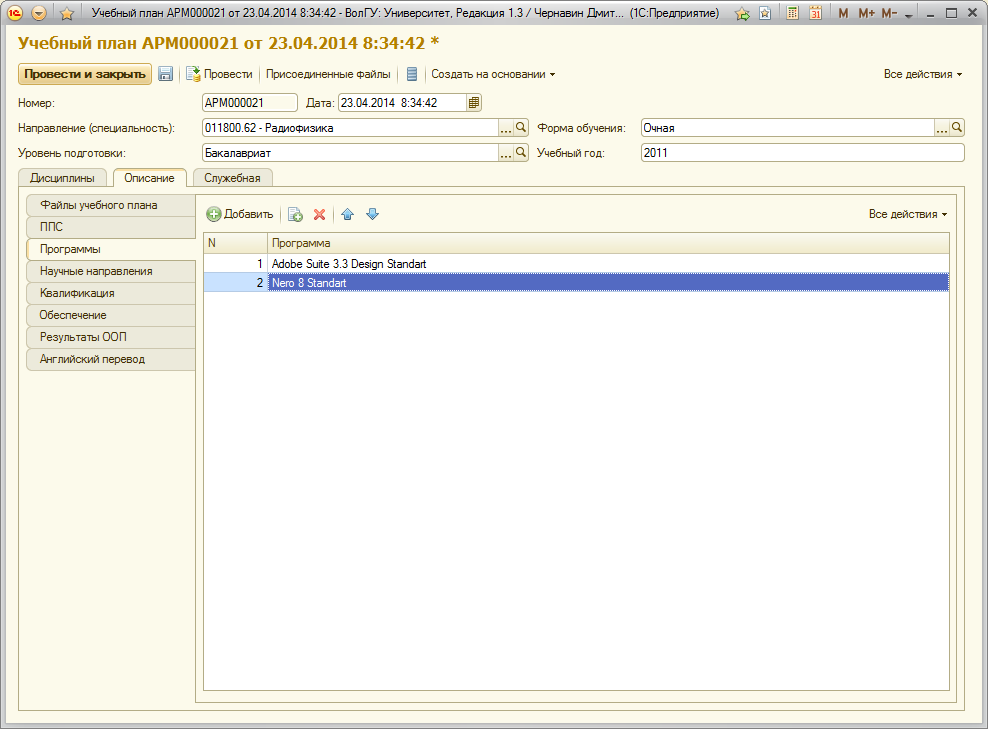 Учебный план АРМ000021 от 23.04.2014 8:34:42 - ВолГУ: Университет, Редакция 1.3 / Чернавин Дмит... (1С:Предприятие) 31 M M+ M-
Учебный план АРМ000021 от 23.04.2014 8:34:42 *
Провести и закрыть Провести Присоединенные файлы Создать на основании Все действия
Номер: АРМ000021 Дата: 23.04.2014 8:34:42
Направление (специальность): 011800.62 - Радиофизика ... Форма обучения: Очная ...
Уровень подготовки: Бакалавриат ... Учебный год: 2011
Дисциплины Описание Служебная
Файлы учебного плана
ППС
Программы
Научные направления
Квалификация
Обеспечение
Результаты ООП
Английский перевод
Добавить Все действия
N Программа
1 Adobe Suite 3.3 Design Standart
2 Nero 8 Standart